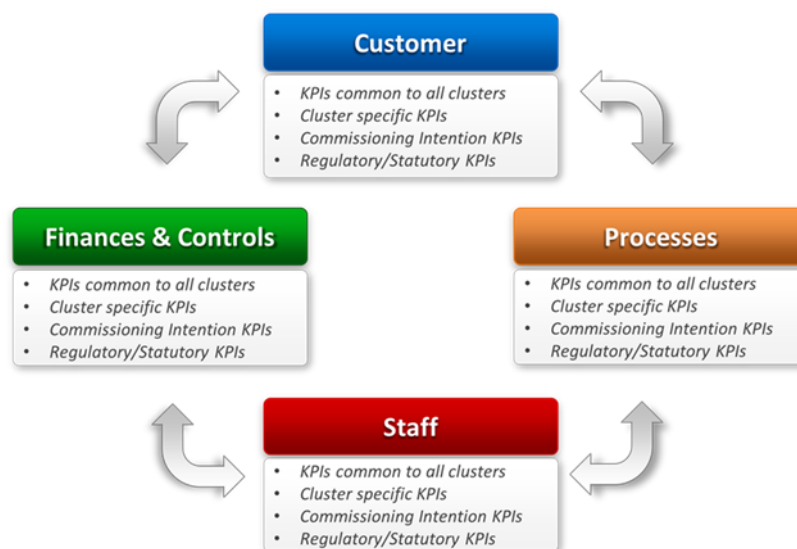 Customer
• KPIs common to all clusters
• Cluster specific KPIs
• Commissioning Intention KPIs
• Regulatory/Statutory KPIs
Finances & Controls
• KPIs common to all clusters
• Cluster specific KPIs
• Commissioning Intention KPIs
• Regulatory/Statutory KPIs
Processes
• KPIs common to all clusters
• Cluster specific KPIs
• Commissioning Intention KPIs
• Regulatory/Statutory KPIs
Staff
• KPIs common to all clusters
• Cluster specific KPIs
• Commissioning Intention KPIs
• Regulatory/Statutory KPIs